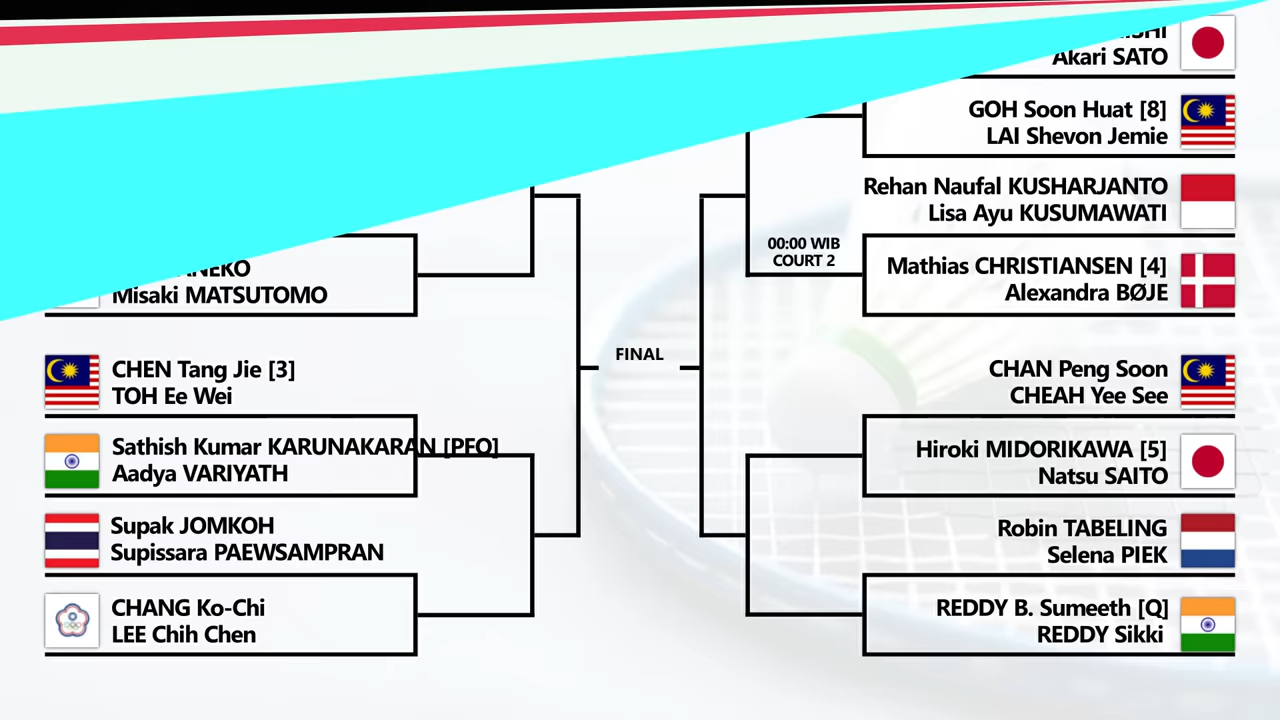 Akari SATO
GOH Soon Huat [8]
LAI Shevon Jemie
Rehan Naufal KUSHARJANTO
Lisa Ayu KUSUMAWATI
00:00 WIB
COURT 2
Mathias CHRISTIANSEN [4]
Alexandra BØJE
Misaki MATSUTOMO
FINAL
CHEN Tang Jie [3]
TOH Ee Wei
Sathish Kumar KARUNAKARAN [PFO]
Aadya VARIYATH
Supak JOMKOH
Supissara PAEWSAMPRAN
CHANG Ko-Chi
LEE Chih Chen
CHAN Peng Soon
CHEAH Yee See
Hiroki MIDORIKAWA [5]
Natsu SAITO
Robin TABELING
Selena PIEK
REDDY B. Sumeeth [Q]
REDDY Sikki